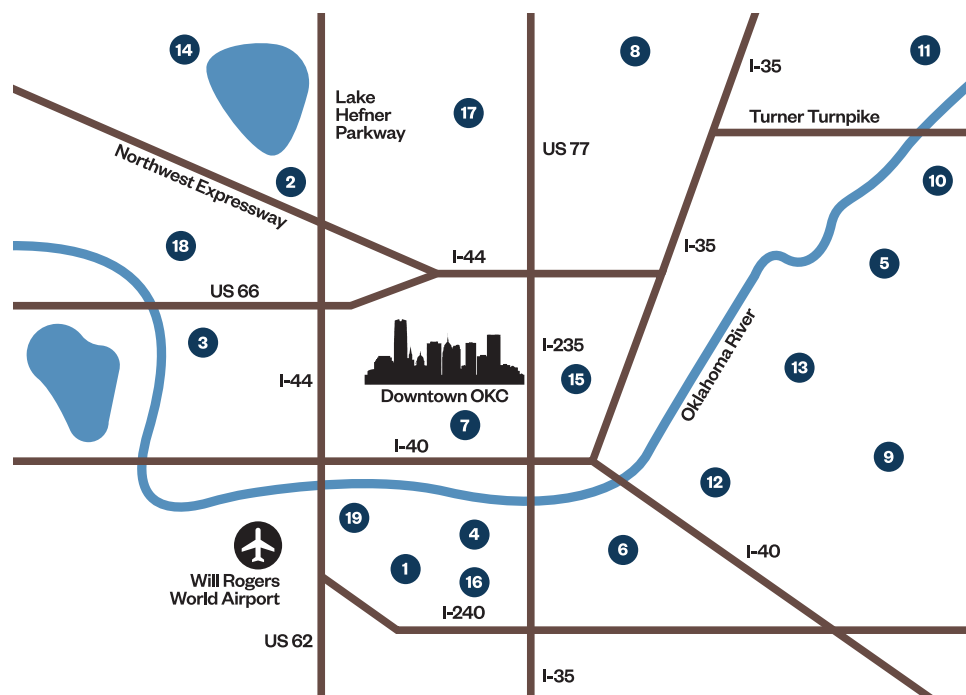 14
8
11
I-35
Lake
Hefner
Parkway
17
Turner Turnpike
US 77
Northwest Expressway
2
10
18
I-44
I-35
5
US 66
3
I-235
Oklahoma River
13
I-44
15
Downtown OKC
7
I-40
9
12
19
4
6
I-40
1
16
Will Rogers
World Airport
I-240
US 62
I-35